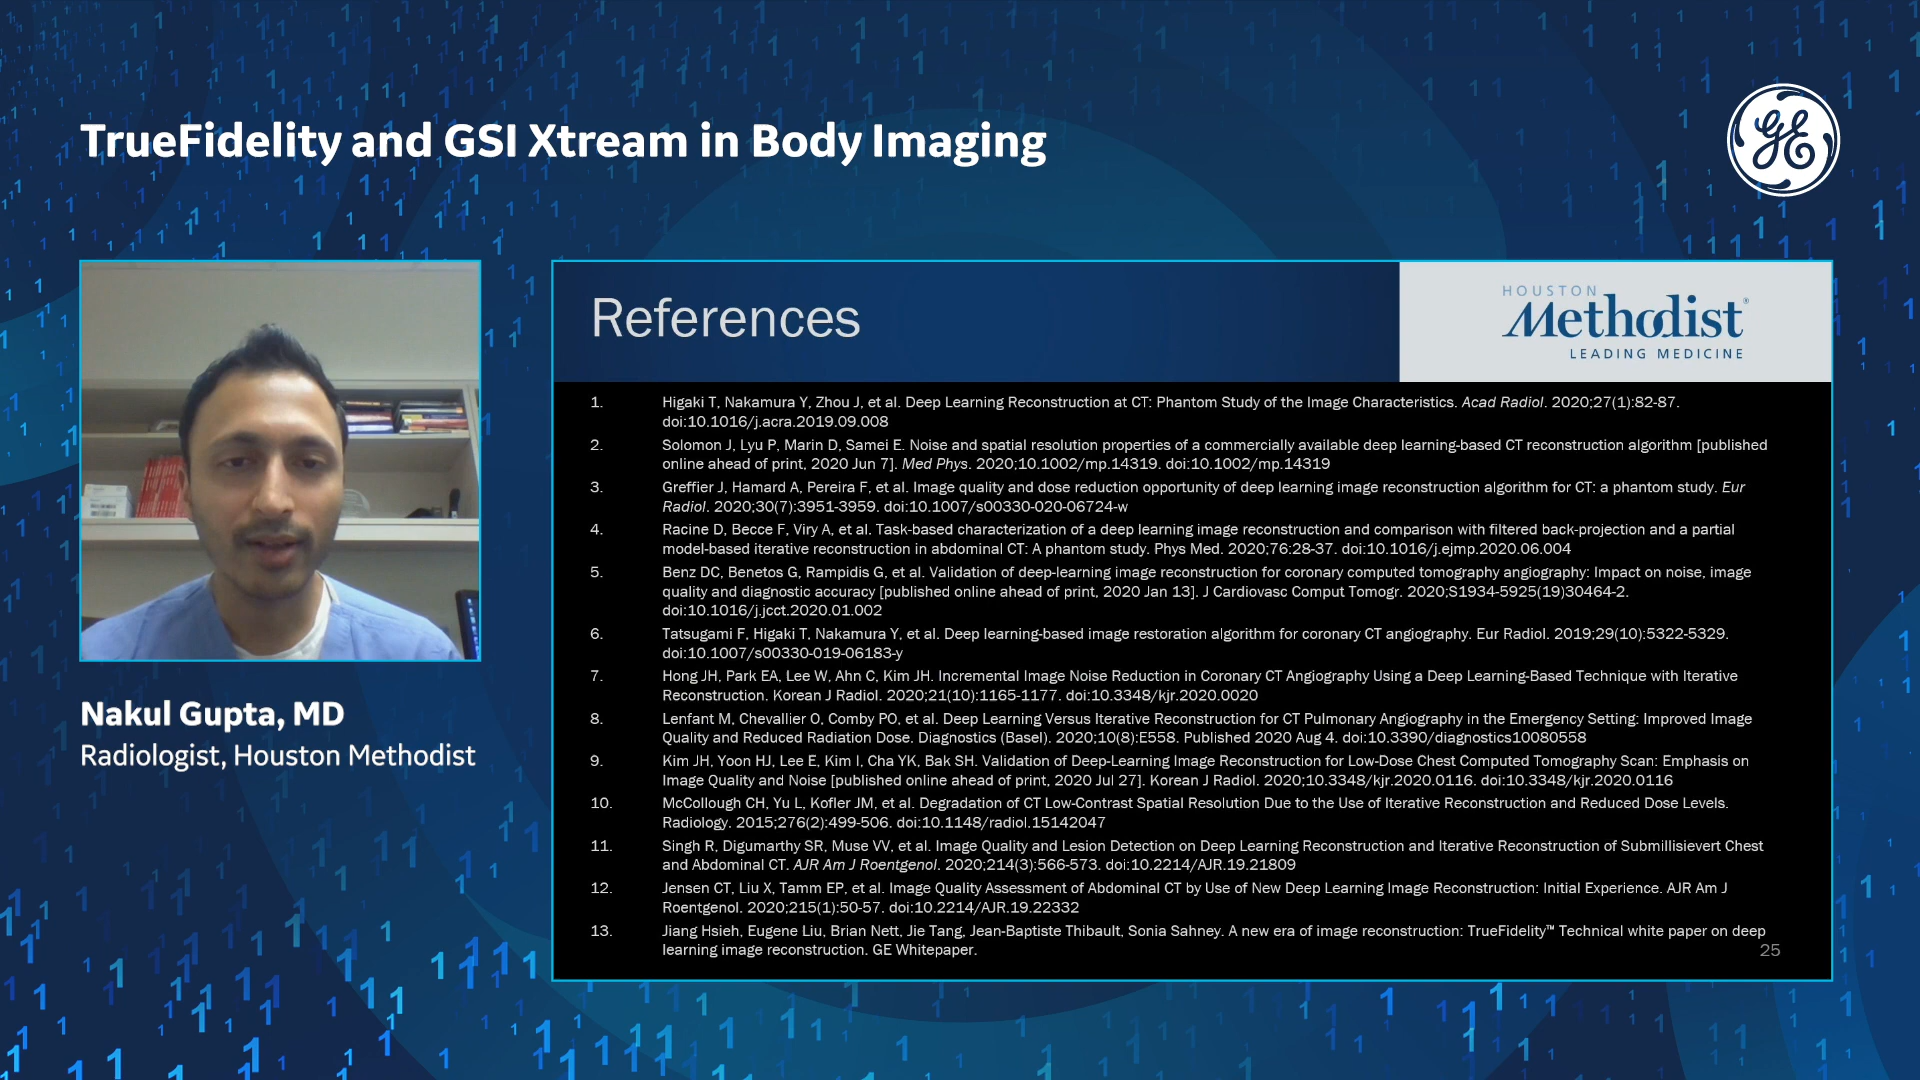 TrueFidelity and GSI Xtream in Body Imaging
GE
References
HOUSTON
Methodist®
LEADING MEDICINE
1. Higaki T, Nakamura Y, Zhou J, et al. Deep Learning Reconstruction at CT: Phantom Study of the Image Characteristics. Acad Radiol. 2020;27(1):82-87.
doi:10.1016/j.acra.2019.09.008
2. Solomon J, Lyu P, Marin D, Samei E. Noise and spatial resolution properties of a commercially available deep learning-based CT reconstruction algorithm [published
online ahead of print, 2020 Jun 7]. Med Phys. 2020;10.1002/mp.14319. doi:10.1002/mp.14319
3. Greffier J, Hamard A, Pereira F, et al. Image quality and dose reduction opportunity of deep learning image reconstruction algorithm for CT: a phantom study. Eur
Radiol. 2020;30(7):3951-3959. doi:10.1007/s00330-020-06724-w
4. Racine D, Becce F, Viry A, et al. Task-based characterization of a deep learning image reconstruction and comparison with filtered back-projection and a partial
model-based iterative reconstruction in abdominal CT: A phantom study. Phys Med. 2020;76:28-37. doi:10.1016/j.ejmp.2020.06.004
5. Benz DC, Benetos G, Rampidis G, et al. Validation of deep-learning image reconstruction for coronary computed tomography angiography: Impact on noise, image
quality and diagnostic accuracy [published online ahead of print, 2020 Jan 13]. J Cardiovasc Comput Tomogr. 2020;S1934-5925(19)30464-2.
doi:10.1016/j.jcct.2020.01.002
6. Tatsugami F, Higaki T, Nakamura Y, et al. Deep learning-based image restoration algorithm for coronary CT angiography. Eur Radiol. 2019;29(10):5322-5329.
doi:10.1007/s00330-019-06183-y
7. Hong JH, Park EA, Lee W, Ahn C, Kim JH. Incremental Image Noise Reduction in Coronary CT Angiography Using a Deep Learning-Based Technique with Iterative
Reconstruction. Korean J Radiol. 2020;21(10):1165-1177. doi:10.3348/kjr.2020.0020
8. Lenfant M, Chevallier O, Comby PO, et al. Deep Learning Versus Iterative Reconstruction for CT Pulmonary Angiography in the Emergency Setting: Improved Image
Quality and Reduced Radiation Dose. Diagnostics (Basel). 2020;10(8):E558. Published 2020 Aug 4. doi:10.3390/diagnostics10080558
9. Kim JH, Yoon HJ, Lee E, Kim I, Cha YK, Bak SH. Validation of Deep-Learning Image Reconstruction for Low-Dose Chest Computed Tomography Scan: Emphasis on
Image Quality and Noise [published online ahead of print, 2020 Jul 27]. Korean J Radiol. 2020;10.3348/kjr.2020.0116. doi:10.3348/kjr.2020.0116
10. McCollough CH, Yu L, Kofler JM, et al. Degradation of CT Low-Contrast Spatial Resolution Due to the Use of Iterative Reconstruction and Reduced Dose Levels.
Radiology. 2015;276(2):499-506. doi:10.1148/radiol.15142047
11. Singh R, Digumarthy SR, Muse VV, et al. Image Quality and Lesion Detection on Deep Learning Reconstruction and Iterative Reconstruction of Submillisievert Chest
and Abdominal CT. AJR Am J Roentgenol. 2020;214(3):566-573. doi:10.2214/AJR.19.21809
12. Jensen CT, Liu X, Tamm EP, et al. Image Quality Assessment of Abdominal CT by Use of New Deep Learning Image Reconstruction: Initial Experience. AJR Am J
Roentgenol. 2020;215(1):50-57. doi:10.2214/AJR.19.22332
13. Jiang Hsieh, Eugene Liu, Brian Nett, Jie Tang, Jean-Baptiste Thibault, Sonia Sahney. A new era of image reconstruction: TrueFidelity™ Technical white paper on deep
learning image reconstruction. GE Whitepaper.
25
Nakul Gupta, MD
Radiologist, Houston Methodist